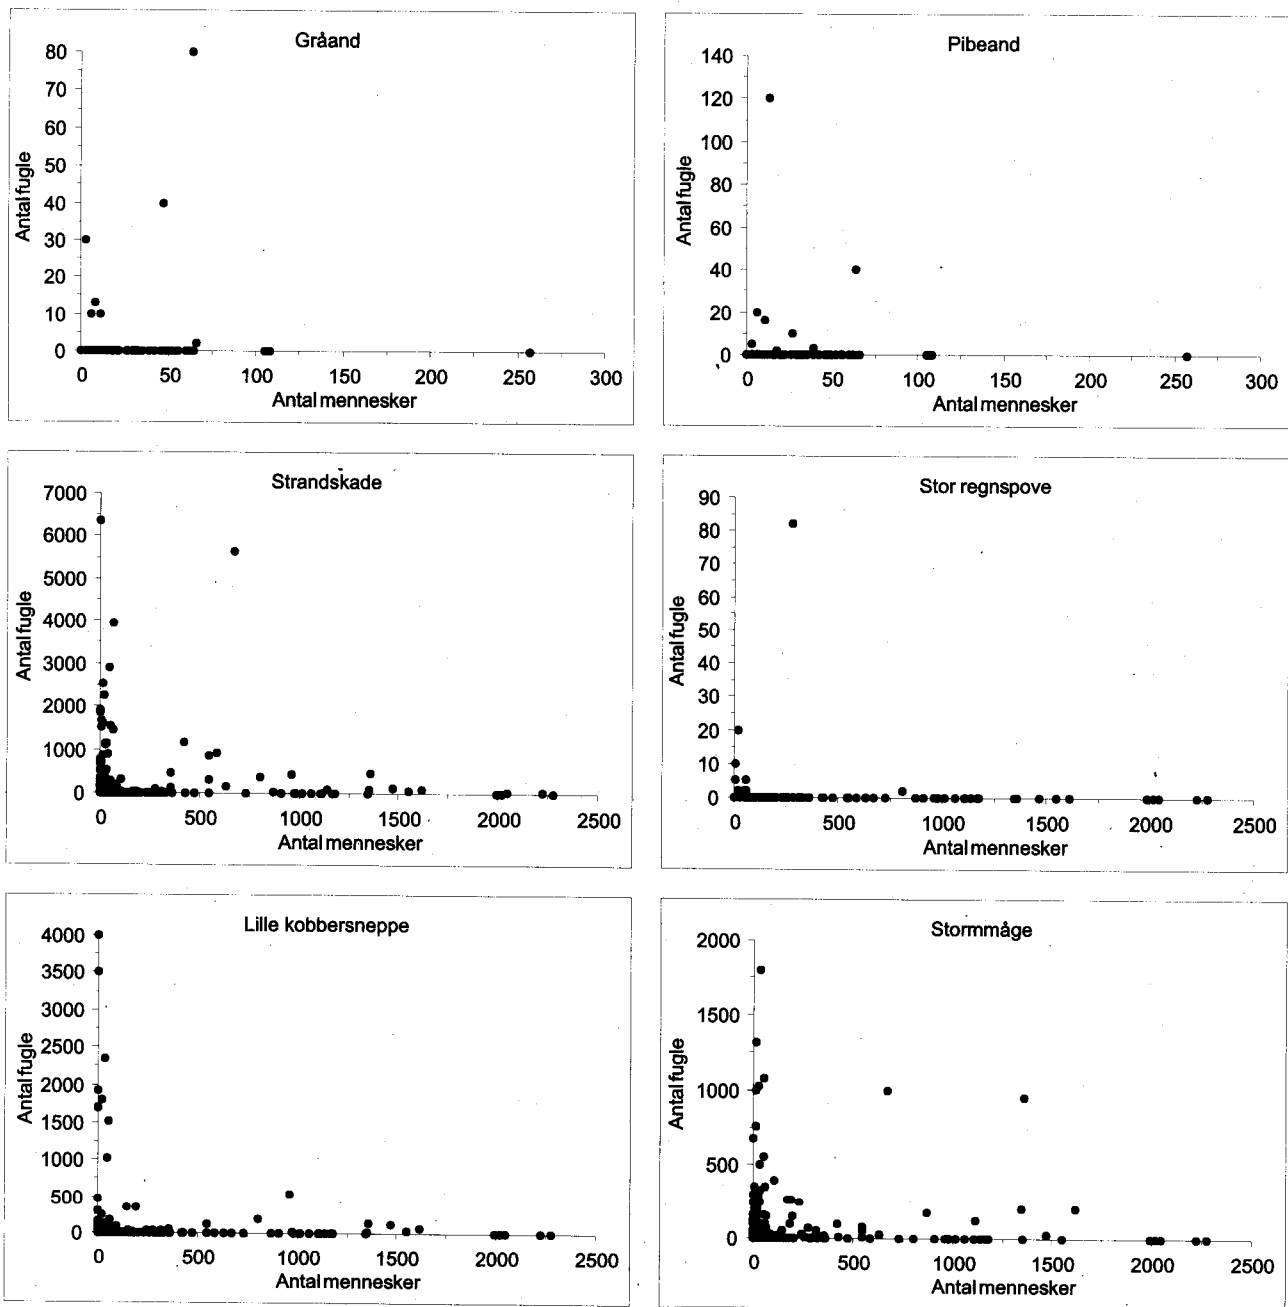 Gråand
80
70
60
50
40
30
20
10
0
Antal fugle
0 50 100 150 200 250 300
Antal mennesker
Pibeand
140
120
100
80
60
40
20
0
Antal fugle
0 50 100 150 200 250 300
Antal mennesker
Strandskade
7000
6000
5000
4000
3000
2000
1000
0
Antal fugle
0 500 1000 1500 2000 2500
Antal mennesker
Stor regnspove
90
80
70
60
50
40
30
20
10
0
Antal fugle
0 500 1000 1500 2000 2500
Antal mennesker
Lille kobbersneppe
4000
3500
3000
2500
2000
1500
1000
500
0
Antal fugle
0 500 1000 1500 2000 2500
Antal mennesker
Stormmåge
2000
1500
1000
500
0
Antal fugle
0 500 1000 1500 2000 2500
Antal mennesker